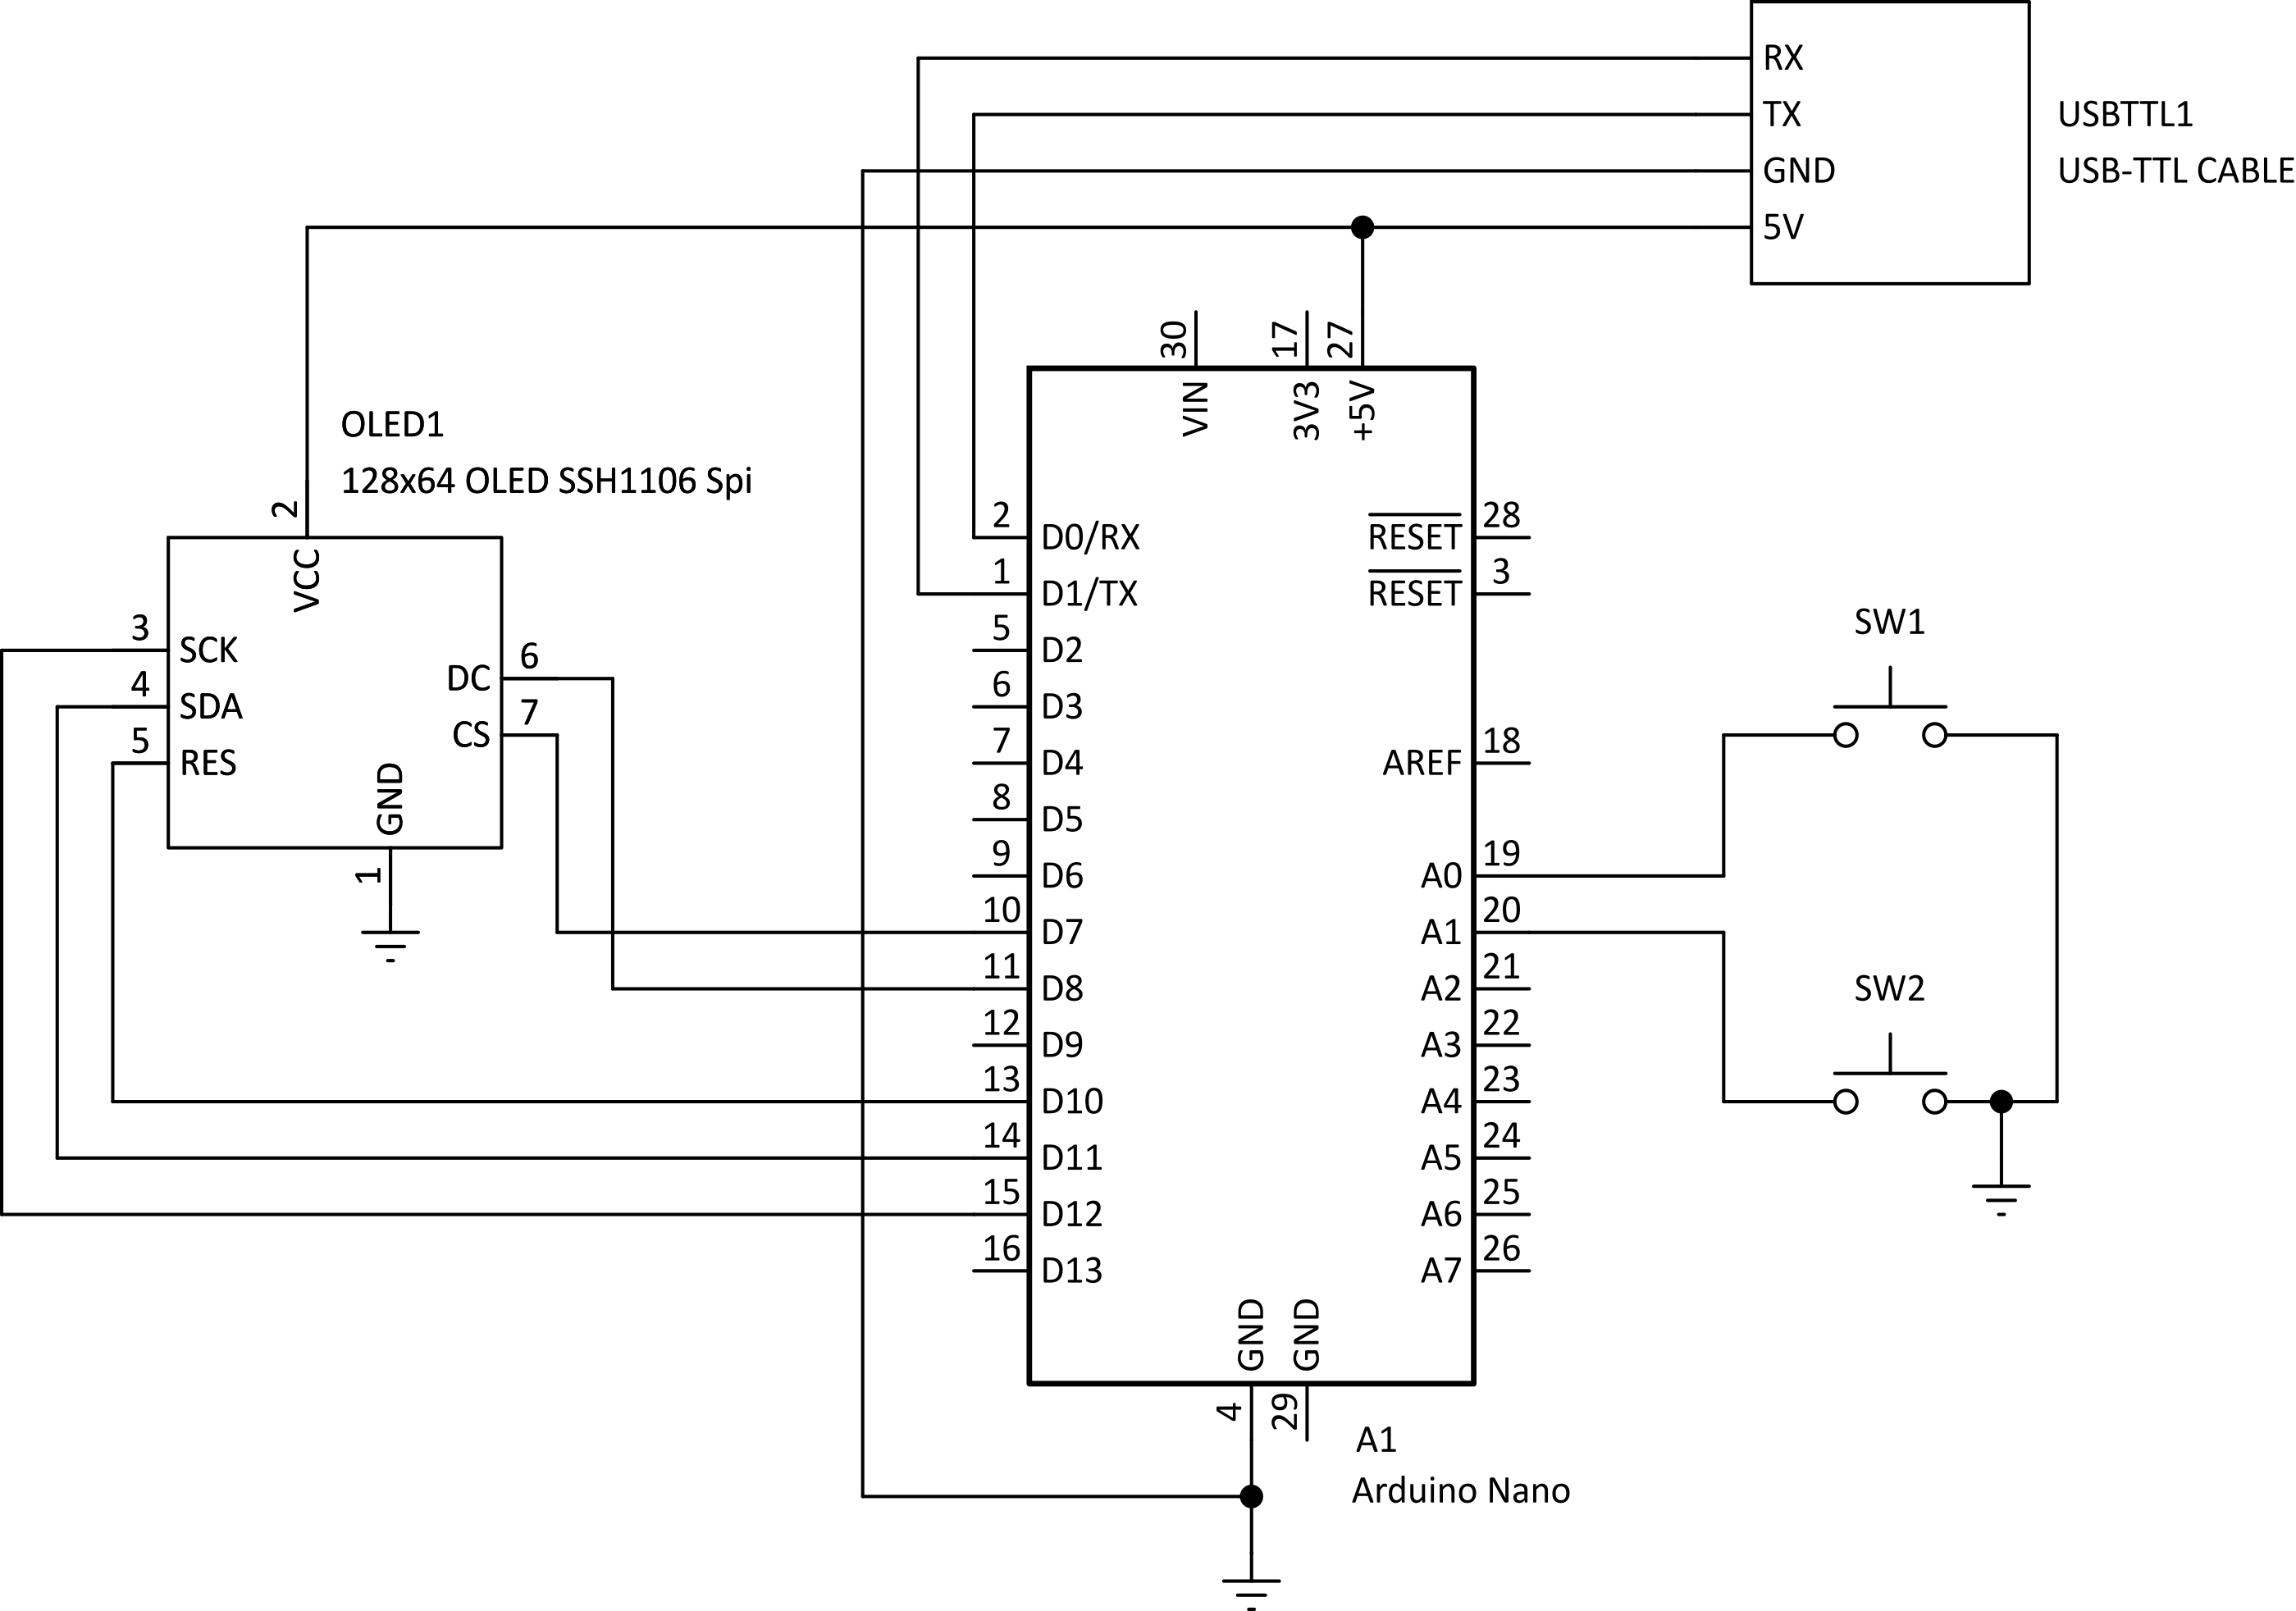 RX
TX
GND
5V
USBTTL1
USB-TTL CABLE
OLED1
128x64 OLED SSH1106 Spi
2
VCC
3
SCK
4
SDA
5
RES
6
DC
7
CS
GND
1
30
VIN
17
3V3
27
+5V
2
D0/RX
1
D1/TX
5
D2
6
D3
7
D4
8
D5
9
D6
10
D7
11
D8
12
D9
13
D10
14
D11
15
D12
16
D13
28
RESET
3
RESET
18
AREF
19
A0
20
A1
21
A2
22
A3
23
A4
24
A5
25
A6
26
A7
GND
4
GND
29
A1
Arduino Nano
SW1
SW2